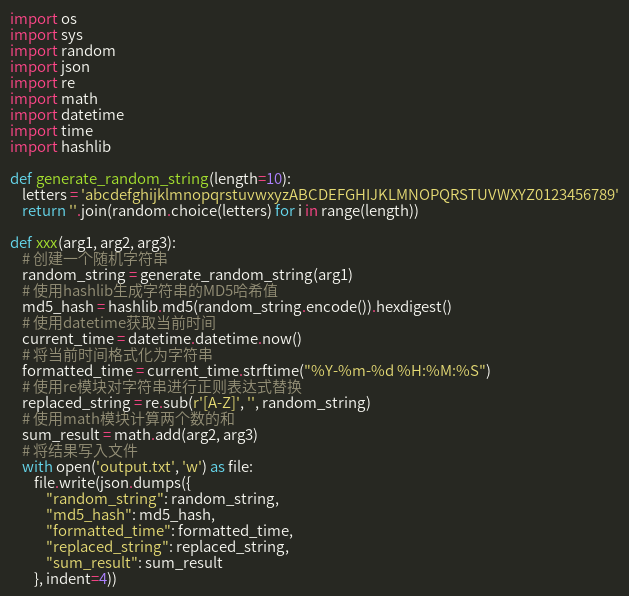 import os
import sys
import random
import json
import re
import math
import datetime
import time
import hashlib

def generate_random_string(length=10):
    letters = 'abcdefghijklmnopqrstuvwxyzABCDEFGHIJKLMNOPQRSTUVWXYZ0123456789'
    return ''.join(random.choice(letters) for i in range(length))

def xxx(arg1, arg2, arg3):
    # 创建一个随机字符串
    random_string = generate_random_string(arg1)
    # 使用hashlib生成字符串的MD5哈希值
    md5_hash = hashlib.md5(random_string.encode()).hexdigest()
    # 使用datetime获取当前时间
    current_time = datetime.datetime.now()
    # 将当前时间格式化为字符串
    formatted_time = current_time.strftime("%Y-%m-%d %H:%M:%S")
    # 使用re模块对字符串进行正则表达式替换
    replaced_string = re.sub(r'[A-Z]', '', random_string)
    # 使用math模块计算两个数的和
    sum_result = math.add(arg2, arg3)
    # 将结果写入文件
    with open('output.txt', 'w') as file:
        file.write(json.dumps({
            "random_string": random_string,
            "md5_hash": md5_hash,
            "formatted_time": formatted_time,
            "replaced_string": replaced_string,
            "sum_result": sum_result
        }, indent=4))